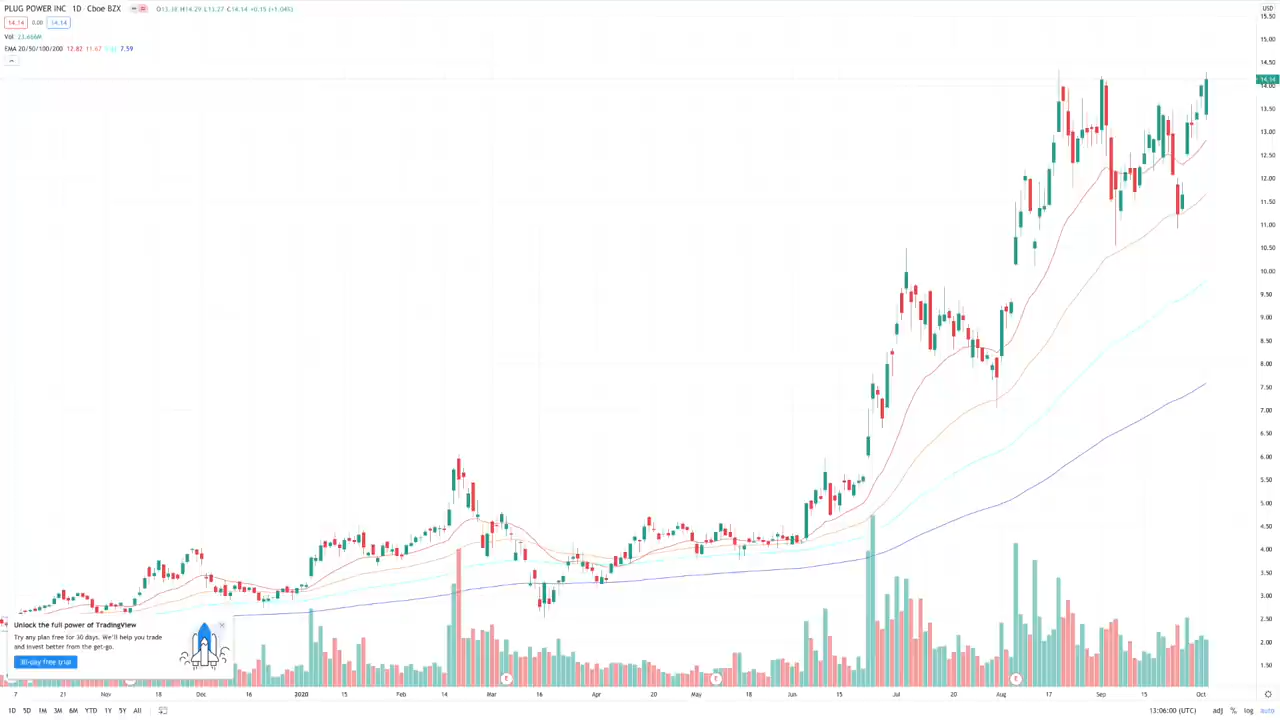 PLUG POWER INC 1D Cboe BZX O13.38 H14.29 L13.27 C14.14 +0.15 (+1.04%)
14.14 0.00 14.14
Vol 23.666M
EMA 20/50/100/200 12.82 11.67 7.59
USD
15.50
15.00
14.50
14.14
14.00
13.50
13.00
12.50
12.00
11.50
11.00
10.50
10.00
9.50
9.00
8.50
8.00
7.50
7.00
6.50
6.00
5.50
5.00
4.50
4.00
3.50
3.00
2.50
2.00
1.50
Unlock the full power of TradingView
Try any plan free for 30 days. We'll help you trade
and invest better from the get-go.
30-day free trial
E E E
7 21 Nov 18 Dec 16 2020 15 Feb 18 Mar 16 Apr 20 May 18 Jun 15 Jul 20 Aug 17 Sep 15 Oct
1D 5D 1M 3M 6M YTD 1Y 5Y All 13:06:00 (UTC) adj % log auto